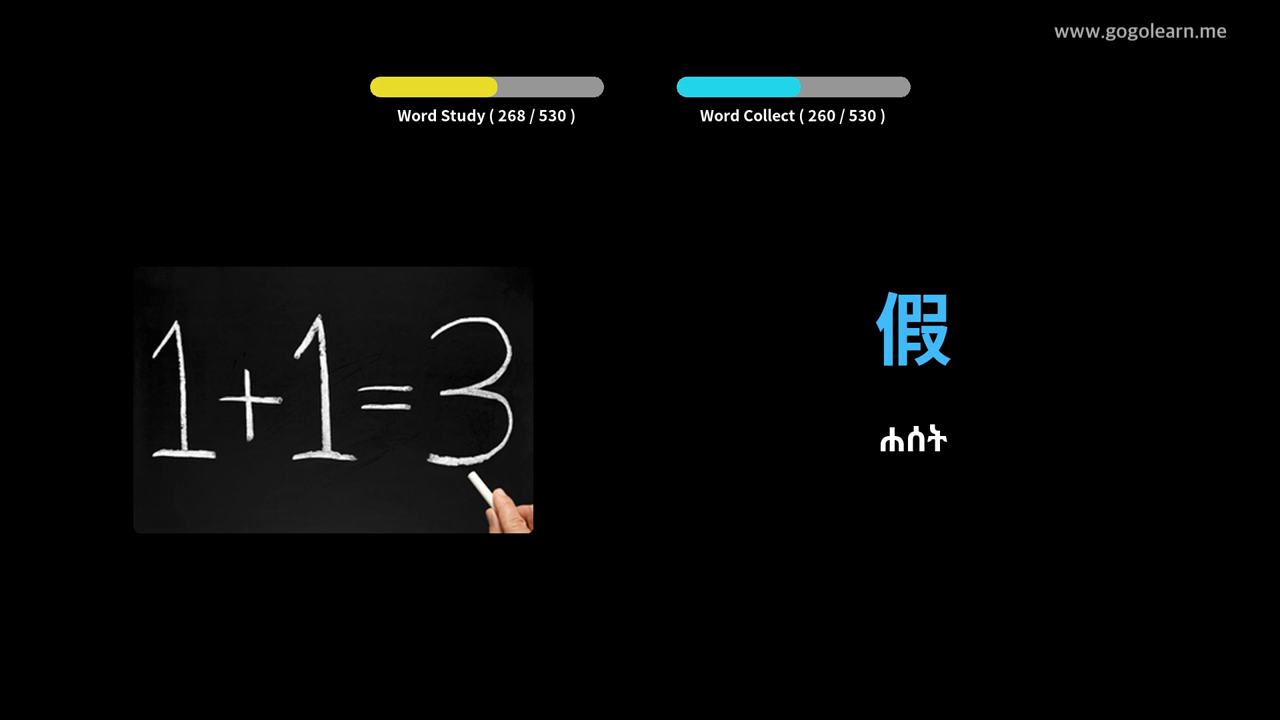 www.gogolearn.me
Word Study ( 268 / 530 )
Word Collect ( 260 / 530 )
1+1=3
假
ሐሰት